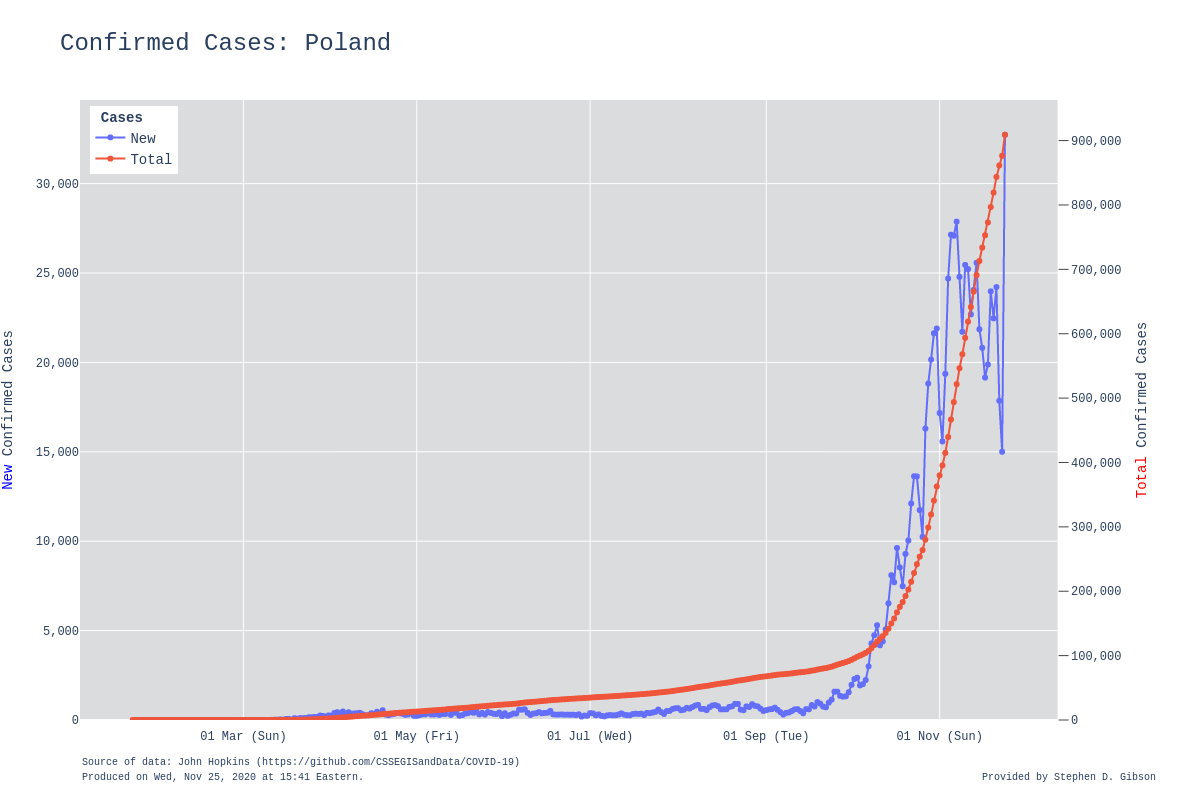 Confirmed Cases: Poland
Cases
New
Total
30,000
25,000
20,000
15,000
10,000
5,000
0
New Confirmed Cases
900,000
800,000
700,000
600,000
500,000
400,000
300,000
200,000
100,000
0
Total Confirmed Cases
01 Mar (Sun) 01 May (Fri) 01 Jul (Wed) 01 Sep (Tue) 01 Nov (Sun)
Source of data: John Hopkins (https://github.com/CSSEGISandData/COVID-19)
Produced on Wed, Nov 25, 2020 at 15:41 Eastern.
Provided by Stephen D. Gibson